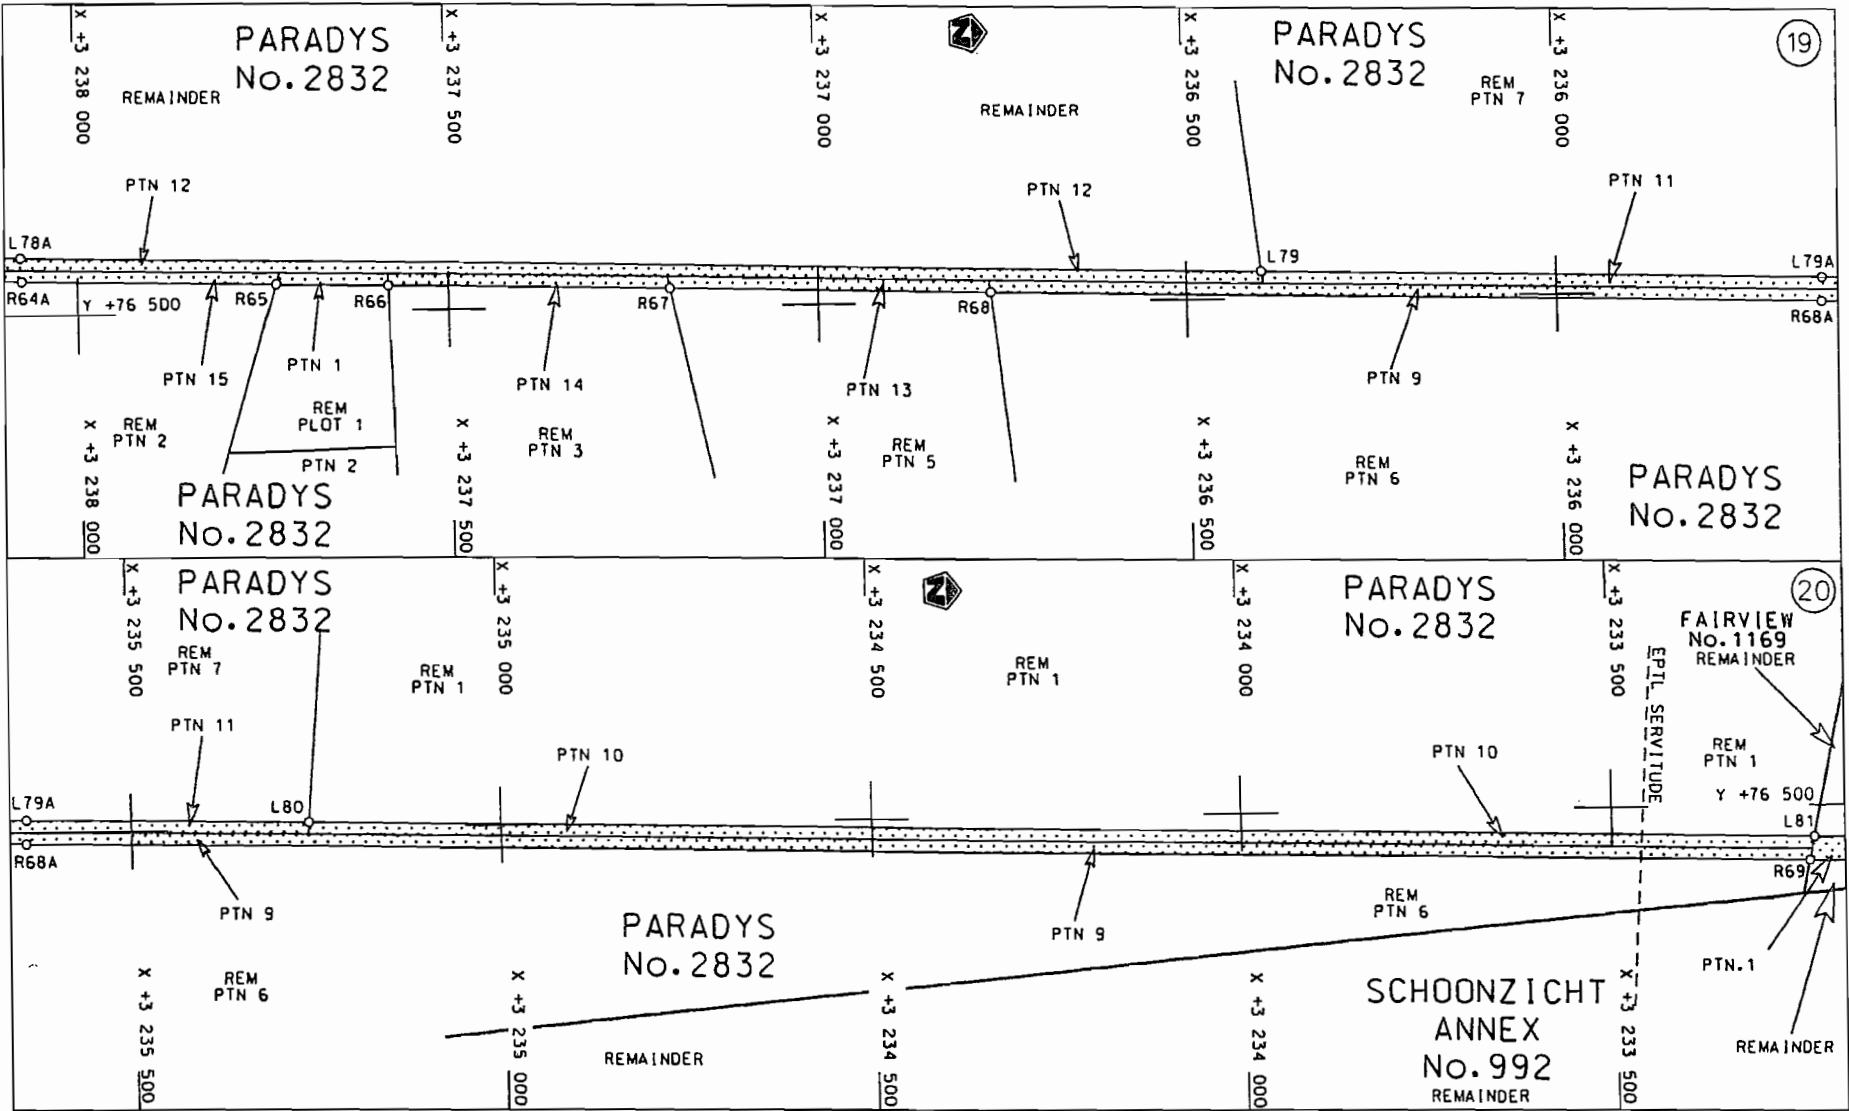 X +3 238 000
PARADYS
No.2832
REMAINDER
X +3 237 500
X +3 237 000
N
REMAINDER
X +3 236 500
PARADYS
No.2832
REM
PTN 7
X +3 236 000
19
PTN 12
PTN 12
PTN 11
L78A
L79
L79A
R64A
Y +76 500
R65
R66
R67
R68
R68A
PTN 15
PTN 1
PTN 14
PTN 13
PTN 9
X +3 238 000
REM
PTN 2
REM
PLOT 1
PTN 2
X +3 237 500
REM
PTN 3
X +3 237 000
REM
PTN 5
X +3 236 500
REM
PTN 6
X +3 236 000
PARADYS
No.2832
PARADYS
No.2832
X +3 235 500
PARADYS
No.2832
REM
PTN 7
REM
PTN 1
X +3 235 000
X +3 234 500
N
REM
PTN 1
X +3 234 000
PARADYS
No.2832
X +3 233 500
EPTL SERVITUDE
FAIRVIEW
No.1169
REMAINDER
20
PTN 11
PTN 10
PTN 10
REM
PTN 1
Y +76 500
L79A
L80
L81
R68A
R69
PTN 9
PTN 9
REM
PTN 6
PTN.1
PARADYS
No.2832
X +3 235 500
REM
PTN 6
X +3 235 000
REMAINDER
X +3 234 500
X +3 234 000
SCHOONZICHT
ANNEX
No.992
REMAINDER
X +3 233 500
REMAINDER